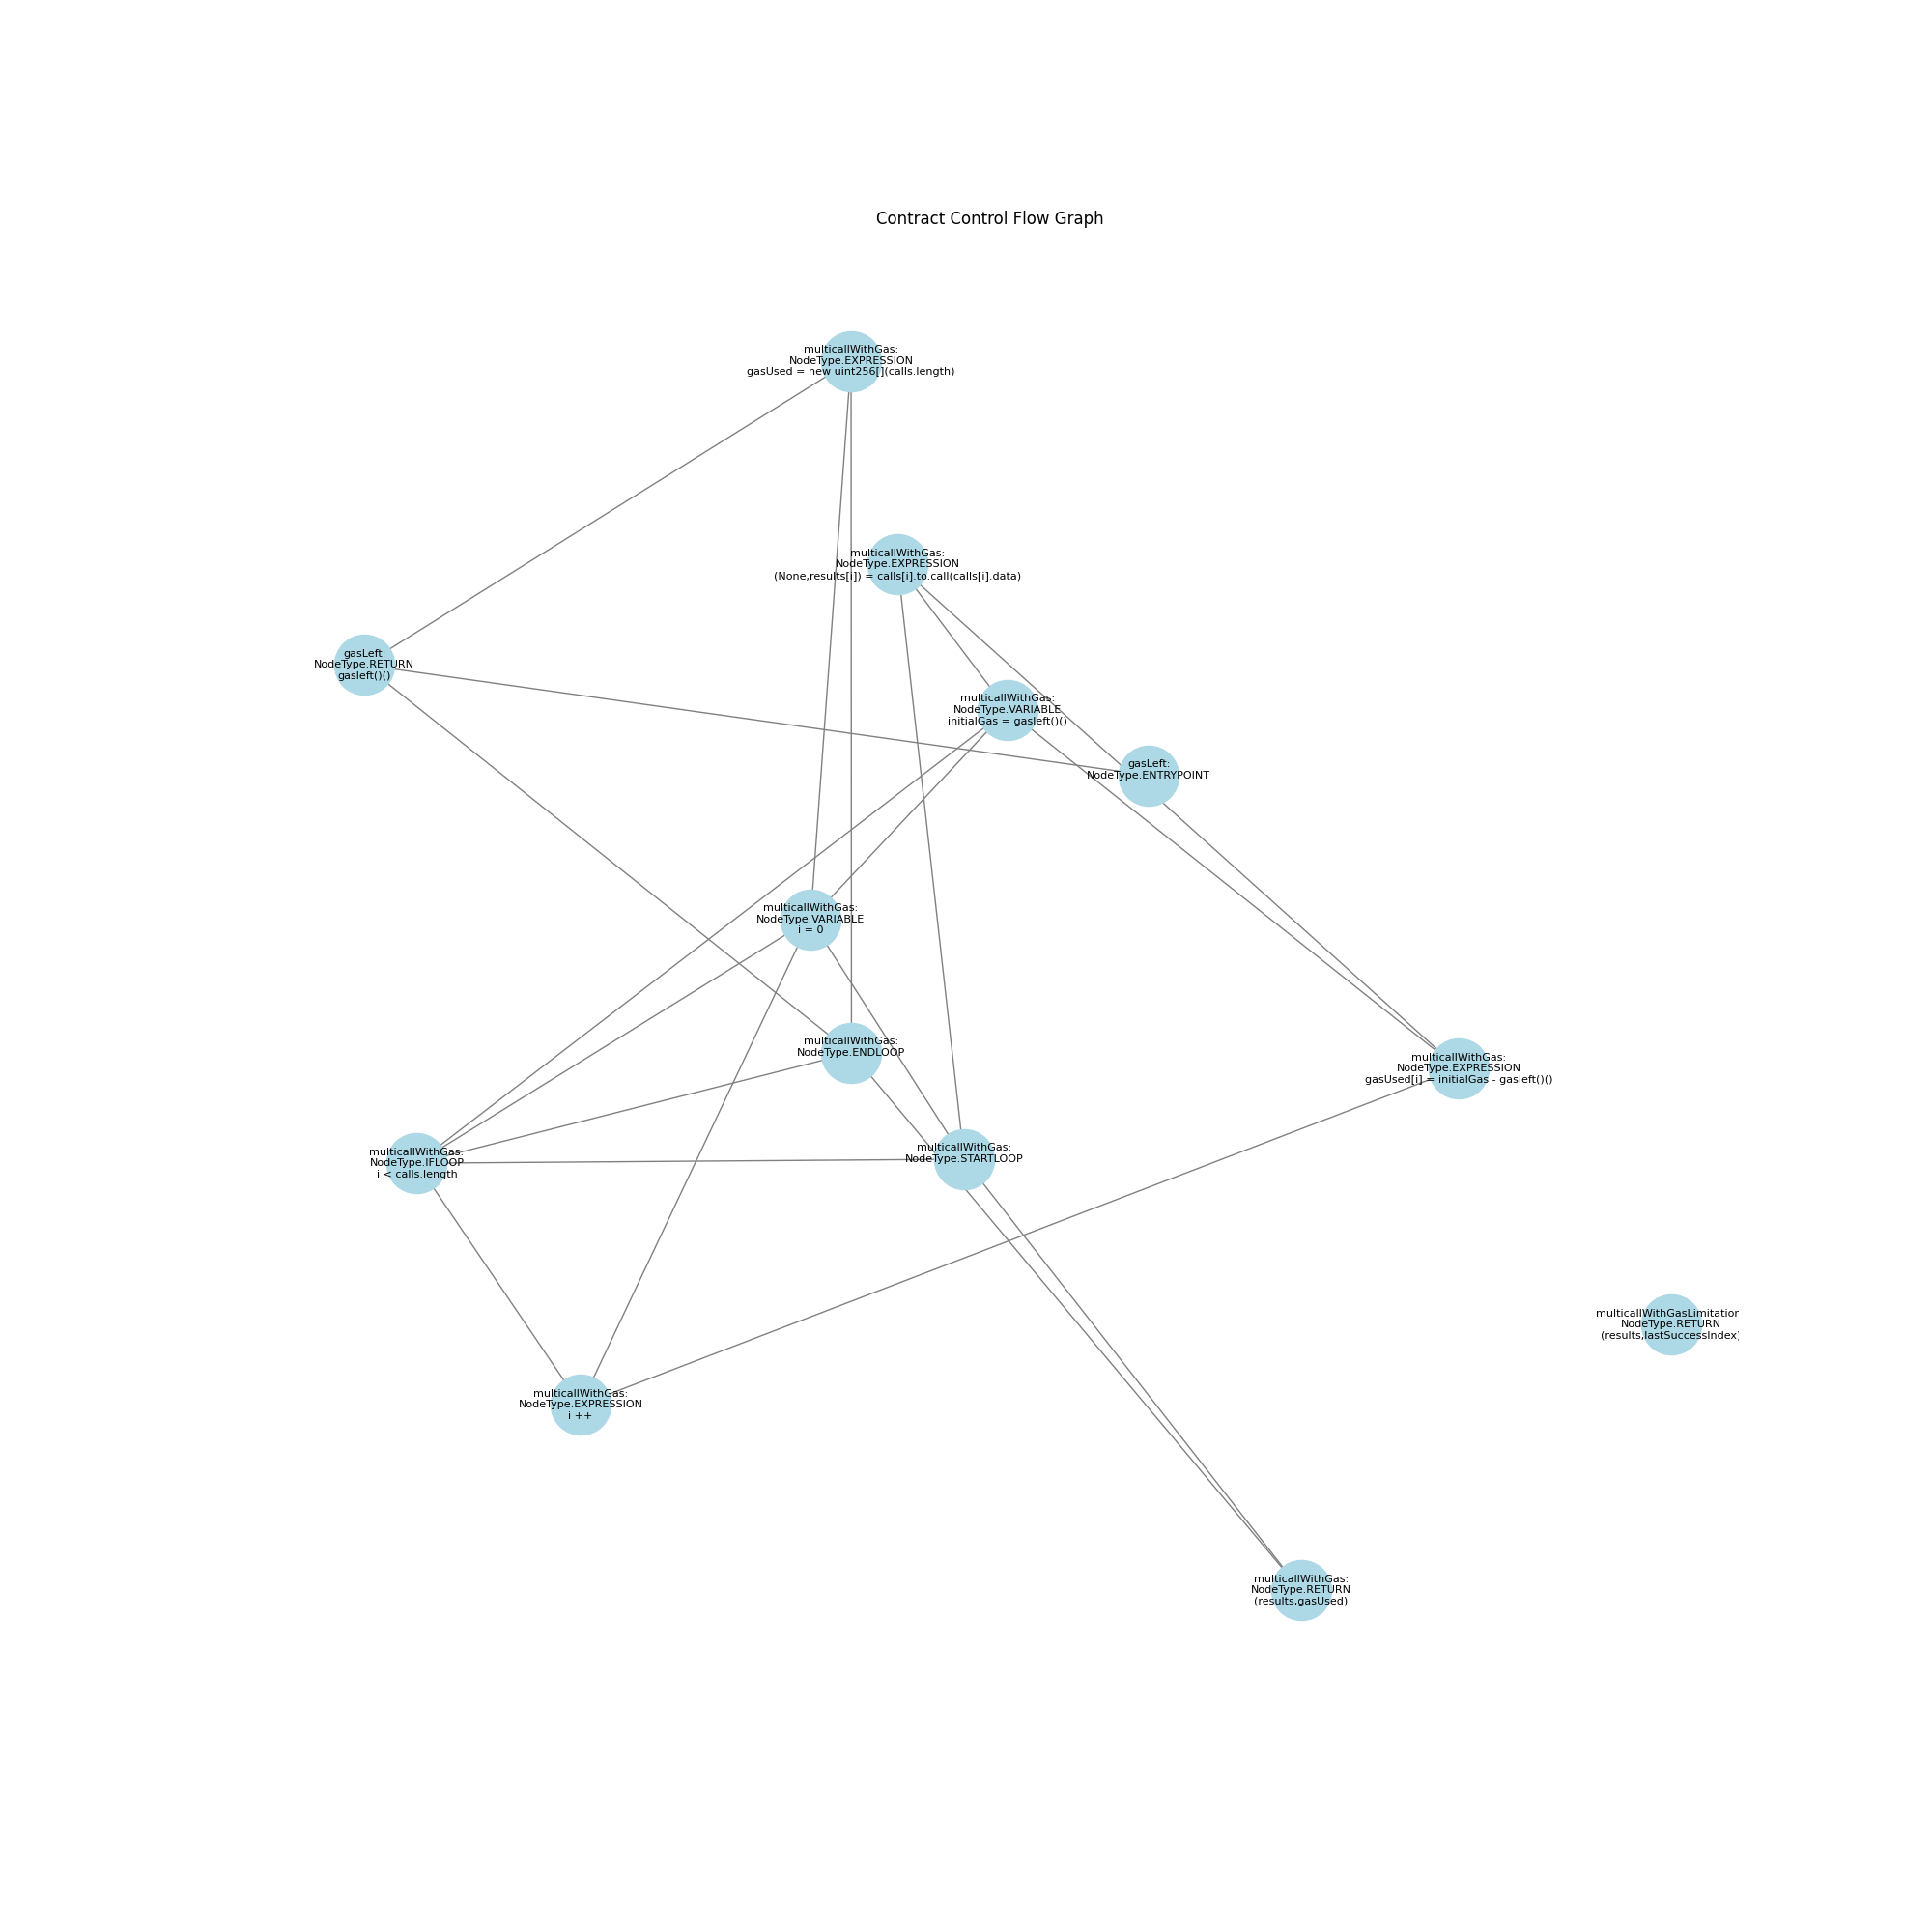 Contract Control Flow Graph
multicallWithGas:
NodeType.EXPRESSION
gasUsed = new uint256[](calls.length)
multicallWithGas:
NodeType.EXPRESSION
(None,results[i]) = calls[i].to.call(calls[i].data)
gasLeft:
NodeType.RETURN
gasleft()()
multicallWithGas:
NodeType.VARIABLE
initialGas = gasleft()()
gasLeft:
NodeType.ENTRYPOINT
multicallWithGas:
NodeType.VARIABLE
i = 0
multicallWithGas:
NodeType.ENDLOOP
multicallWithGas:
NodeType.EXPRESSION
gasUsed[i] = initialGas - gasleft()()
multicallWithGas:
NodeType.IFLOOP
i < calls.length
multicallWithGas:
NodeType.STARTLOOP
multicallWithGasLimitation
NodeType.RETURN
(results,lastSuccessIndex)
multicallWithGas:
NodeType.EXPRESSION
i ++
multicallWithGas:
NodeType.RETURN
(results,gasUsed)